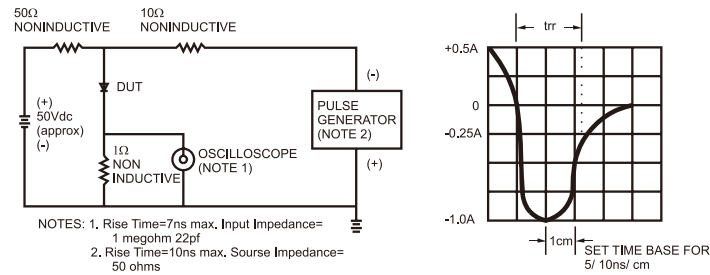 50Ω
NONINDUCTIVE
10Ω
NONINDUCTIVE
DUT
(+)
50Vdc
(approx)
(-)
1Ω
NON
INDUCTIVE
OSCILLOSCOPE
(NOTE 1)
(-)
PULSE
GENERATOR
(NOTE 2)
(+)
NOTES: 1. Rise Time=7ns max. Input Impedance=
1 megohm 22pf
2. Rise Time=10ns max. Sourse Impedance=
50 ohms
trr
+0.5A
0
-0.25A
-1.0A
1cm
SET TIME BASE FOR
5/ 10ns/ cm